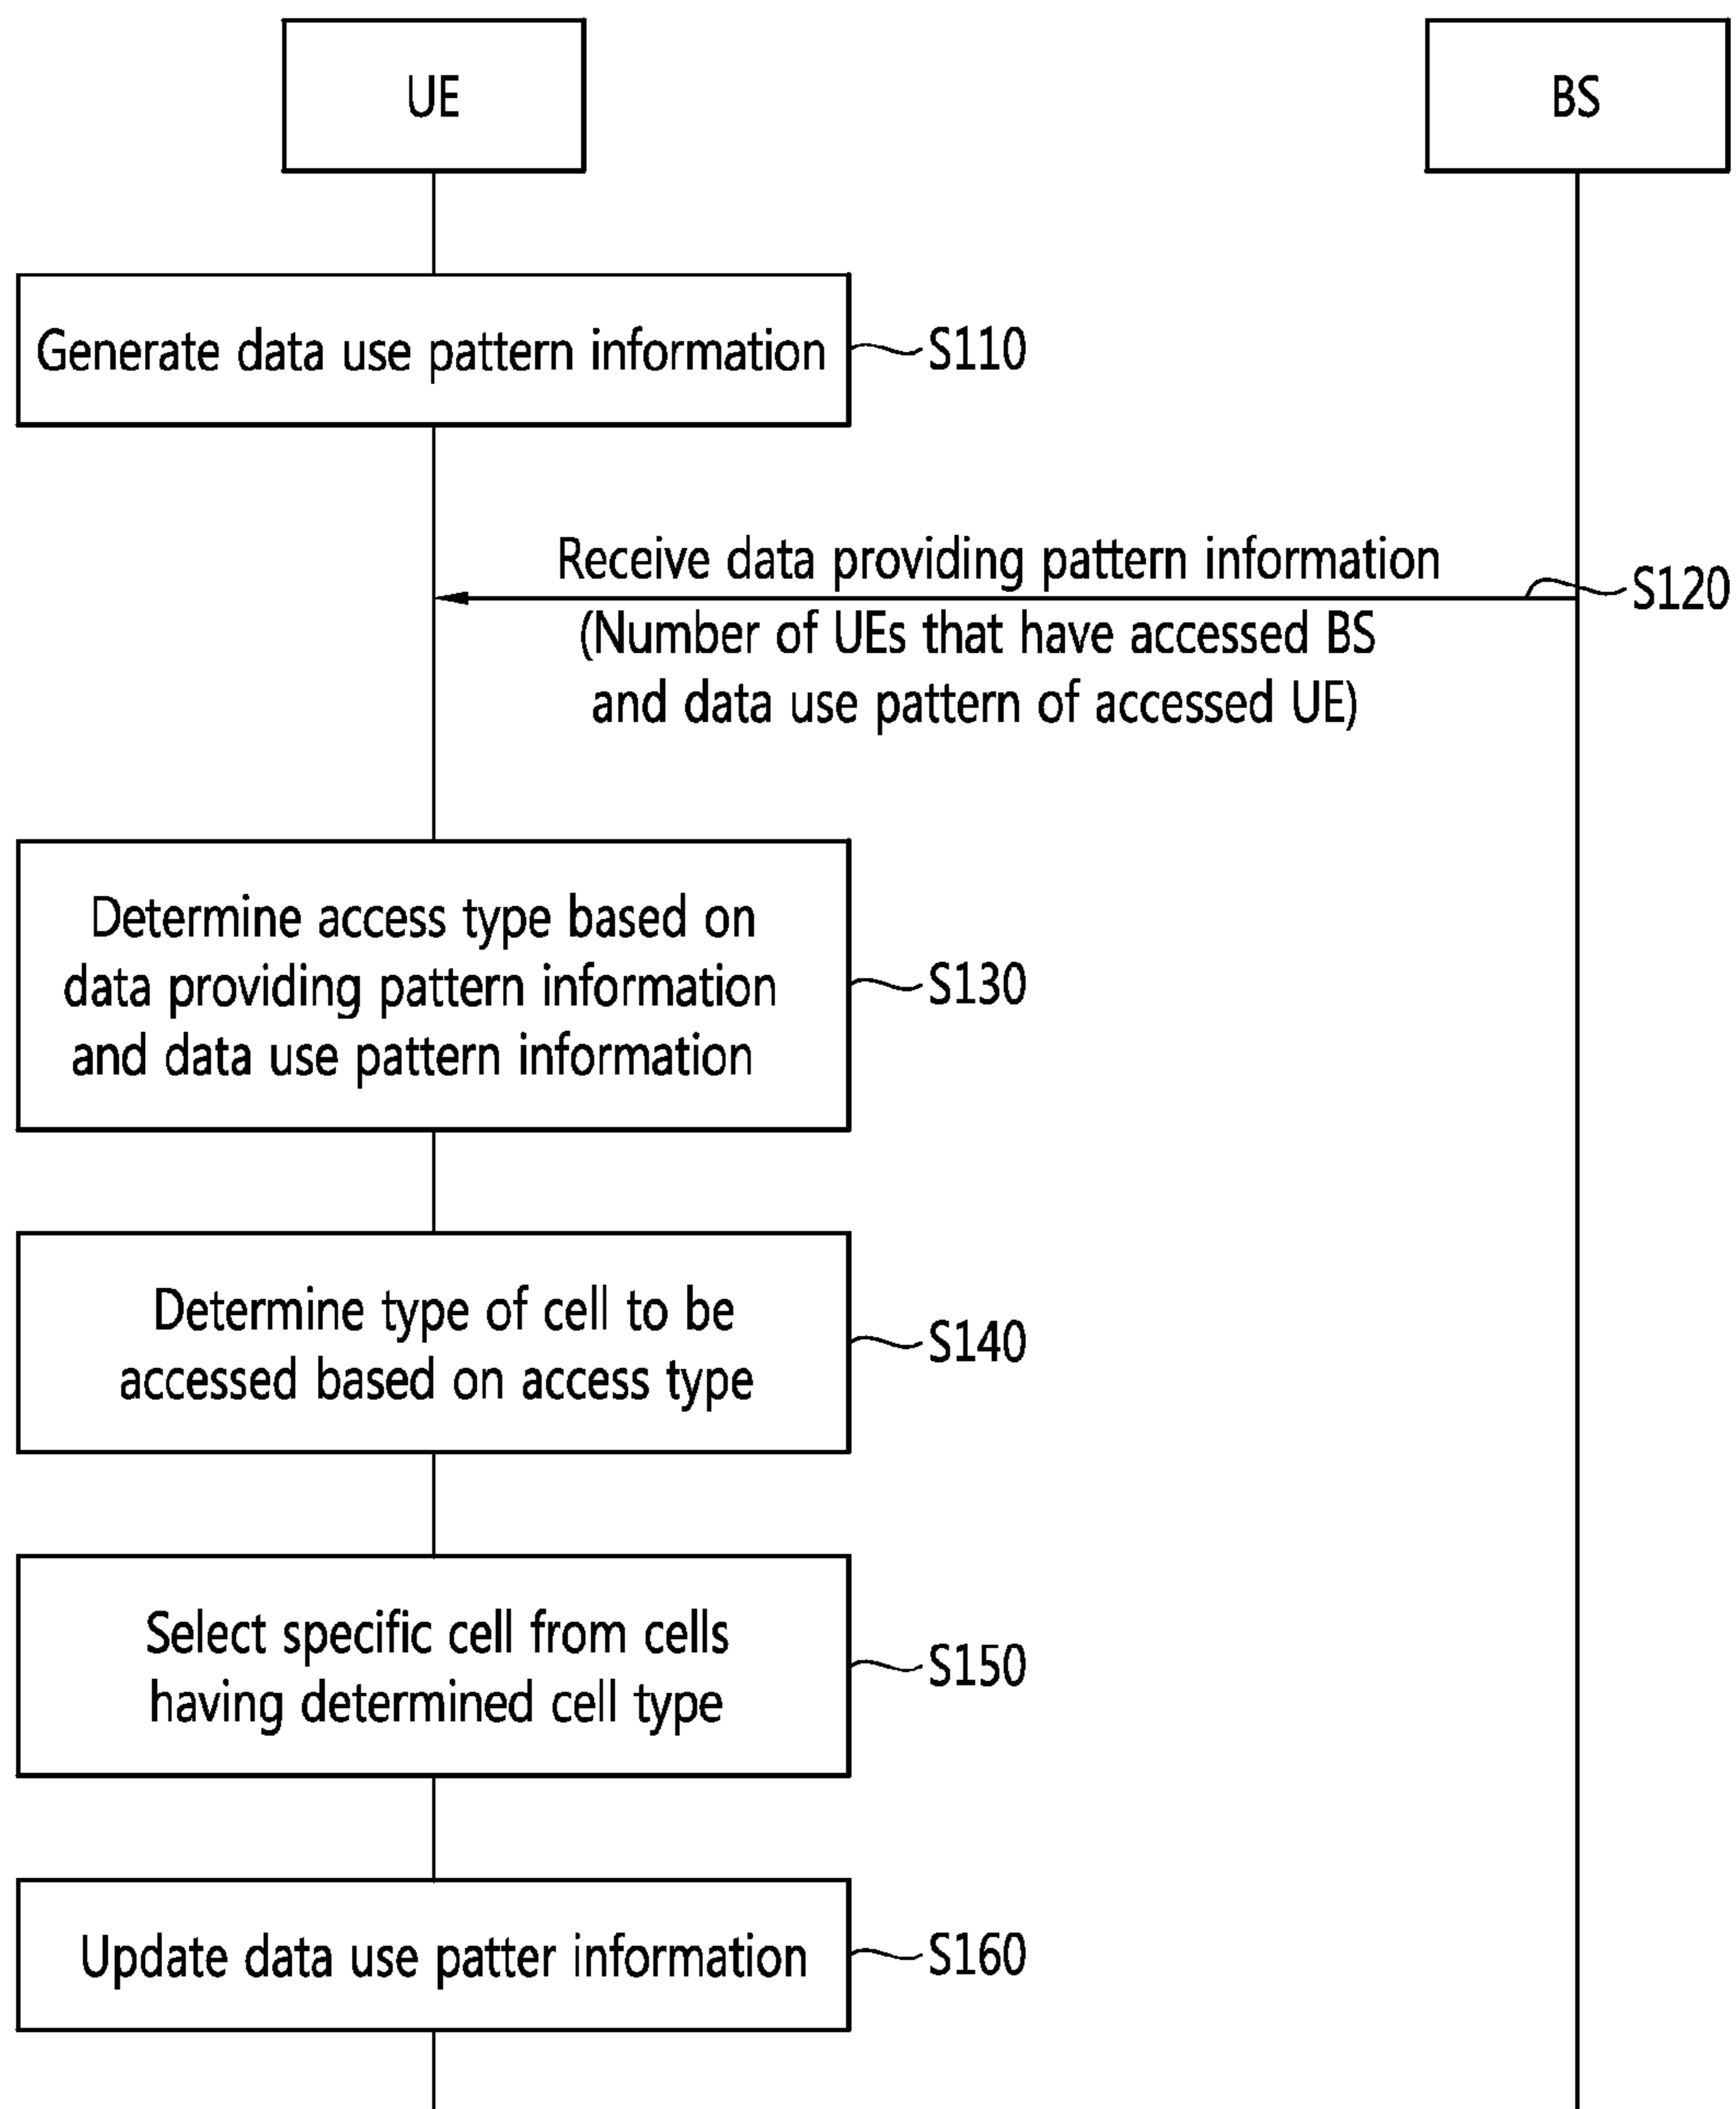 UE
BS
Generate data use pattern information
S110
Receive data providing pattern information
S120
(Number of UEs that have accessed BS
and data use pattern of accessed UE)
Determine access type based on
data providing pattern information
and data use pattern information
S130
Determine type of cell to be
accessed based on access type
S140
Select specific cell from cells
having determined cell type
S150
Update data use patter information
S160